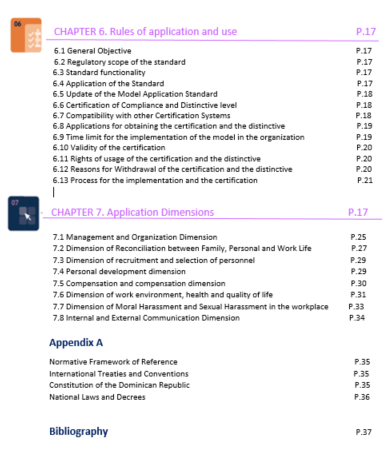 06
CHAPTER 6. Rules of application and use P.17
6.1 General Objective P.17
6.2 Regulatory scope of the standard P.17
6.3 Standard functionality P.17
6.4 Application of the Standard P.17
6.5 Update of the Model Application Standard P.18
6.6 Certification of Compliance and Distinctive level P.18
6.7 Compatibility with other Certification Systems P.18
6.8 Applications for obtaining the certification and the distinctive P.19
6.9 Time limit for the implementation of the model in the organization P.19
6.10 Validity of the certification P.20
6.11 Rights of usage of the certification and the distinctive P.20
6.12 Reasons for Withdrawal of the certification and the distinctive P.20
6.13 Process for the implementation and the certification P.21
07
CHAPTER 7. Application Dimensions P.17
7.1 Management and Organization Dimension P.25
7.2 Dimension of Reconciliation between Family, Personal and Work Life P.27
7.3 Dimension of recruitment and selection of personnel P.29
7.4 Personal development dimension P.29
7.5 Compensation and compensation dimension P.30
7.6 Dimension of work environment, health and quality of life P.31
7.7 Dimension of Moral Harassment and Sexual Harassment in the workplace P.33
7.8 Internal and External Communication Dimension P.34
Appendix A
Normative Framework of Reference P.35
International Treaties and Conventions P.35
Constitution of the Dominican Republic P.35
National Laws and Decrees P.36
Bibliography P.37